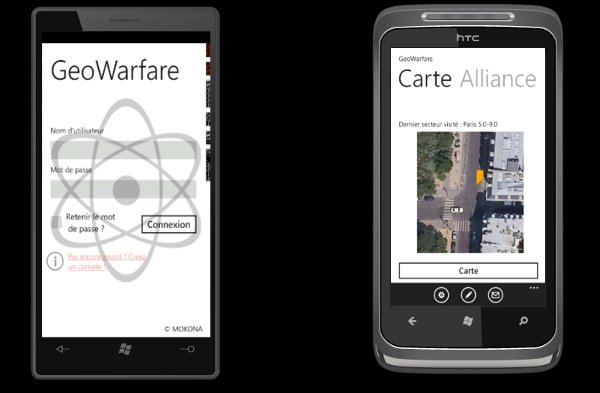 GeoWarfare
Nom d'utilisateur
Mot de passe
Retenir le mot
de passe ?
Connexion
Pas encore inscrit ! Créez
un compte !
© MOKONA
hTC
GeoWarfare
Carte Alliance
Dernier secteur visité : Paris 5.0-9.0
Carte